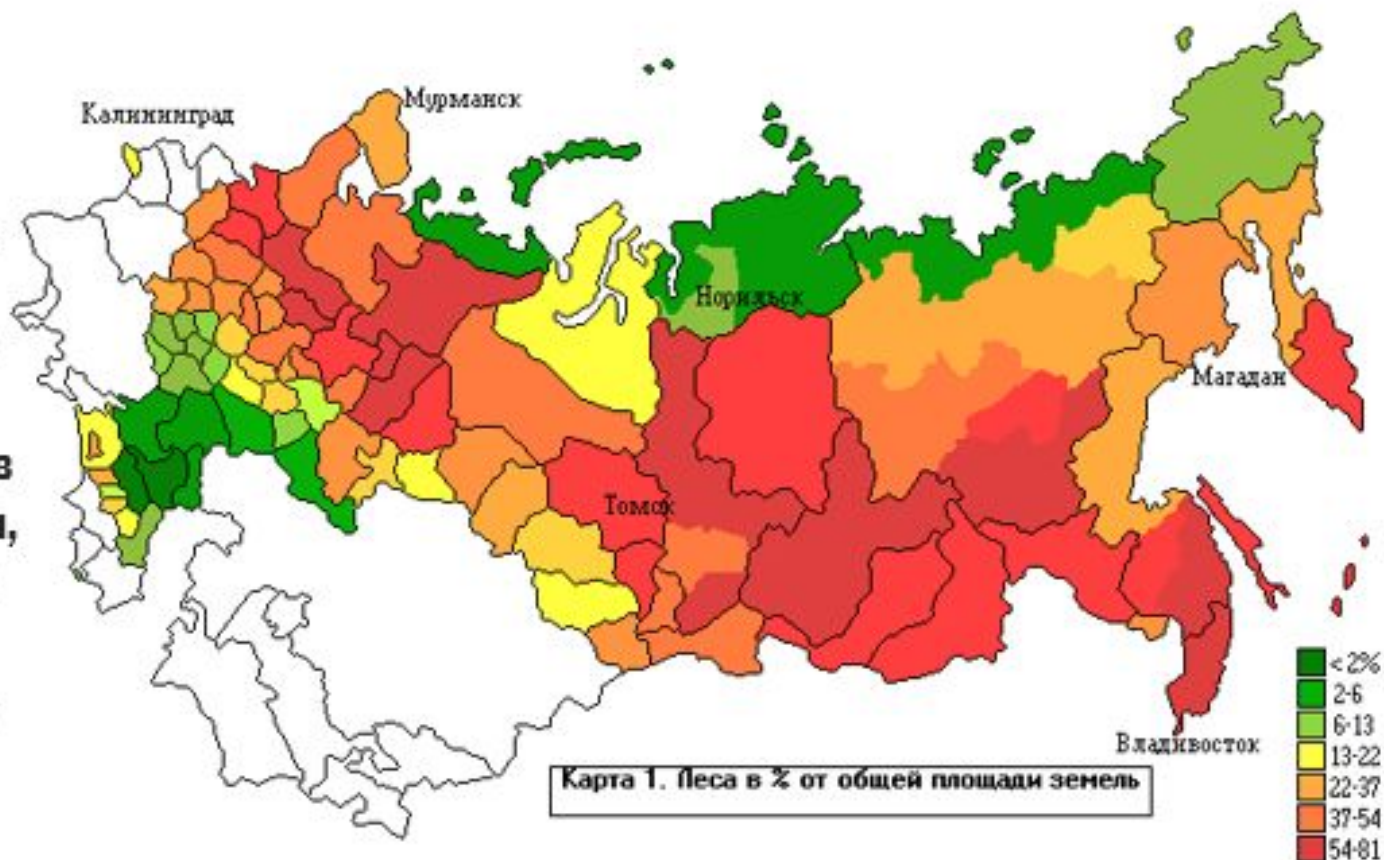 Калининград
Мурманск
Норильск
Магадан
в
,
Томск
Владивосток
Карта 1. Леса в % от общей площади земель
< 2%
2-6
6-13
13-22
22-37
37-54
54-81